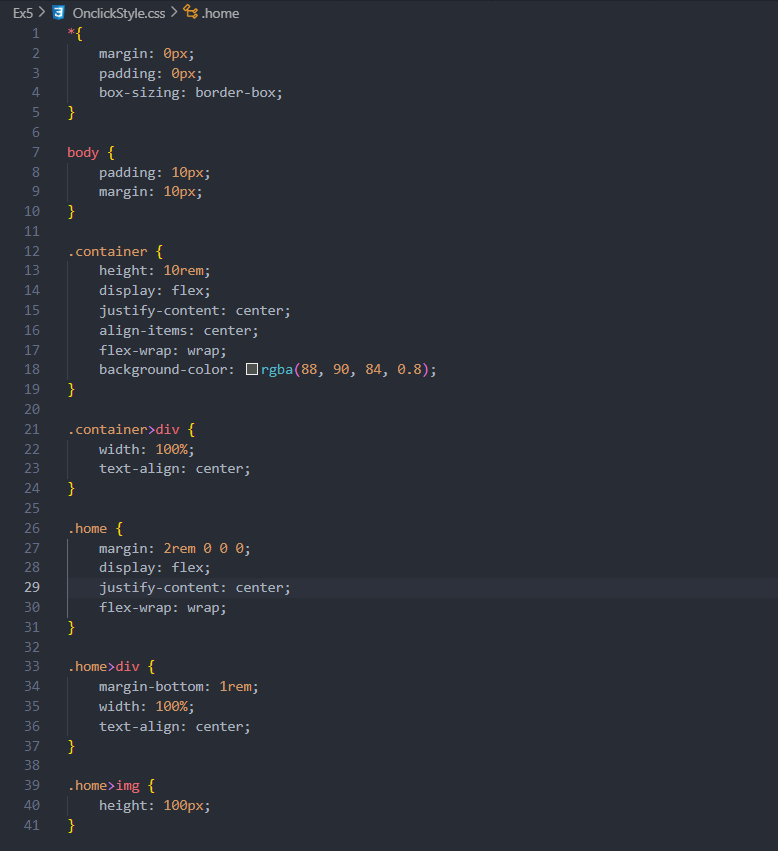 Ex5 > OnclickStyle.css > .home
1 *{
2 margin: 0px;
3 padding: 0px;
4 box-sizing: border-box;
5 }
6
7 body {
8 padding: 10px;
9 margin: 10px;
10 }
11
12 .container {
13 height: 10rem;
14 display: flex;
15 justify-content: center;
16 align-items: center;
17 flex-wrap: wrap;
18 background-color: rgba(88, 90, 84, 0.8);
19 }
20
21 .container>div {
22 width: 100%;
23 text-align: center;
24 }
25
26 .home {
27 margin: 2rem 0 0 0;
28 display: flex;
29 justify-content: center;
30 flex-wrap: wrap;
31 }
32
33 .home>div {
34 margin-bottom: 1rem;
35 width: 100%;
36 text-align: center;
37 }
38
39 .home>img {
40 height: 100px;
41 }